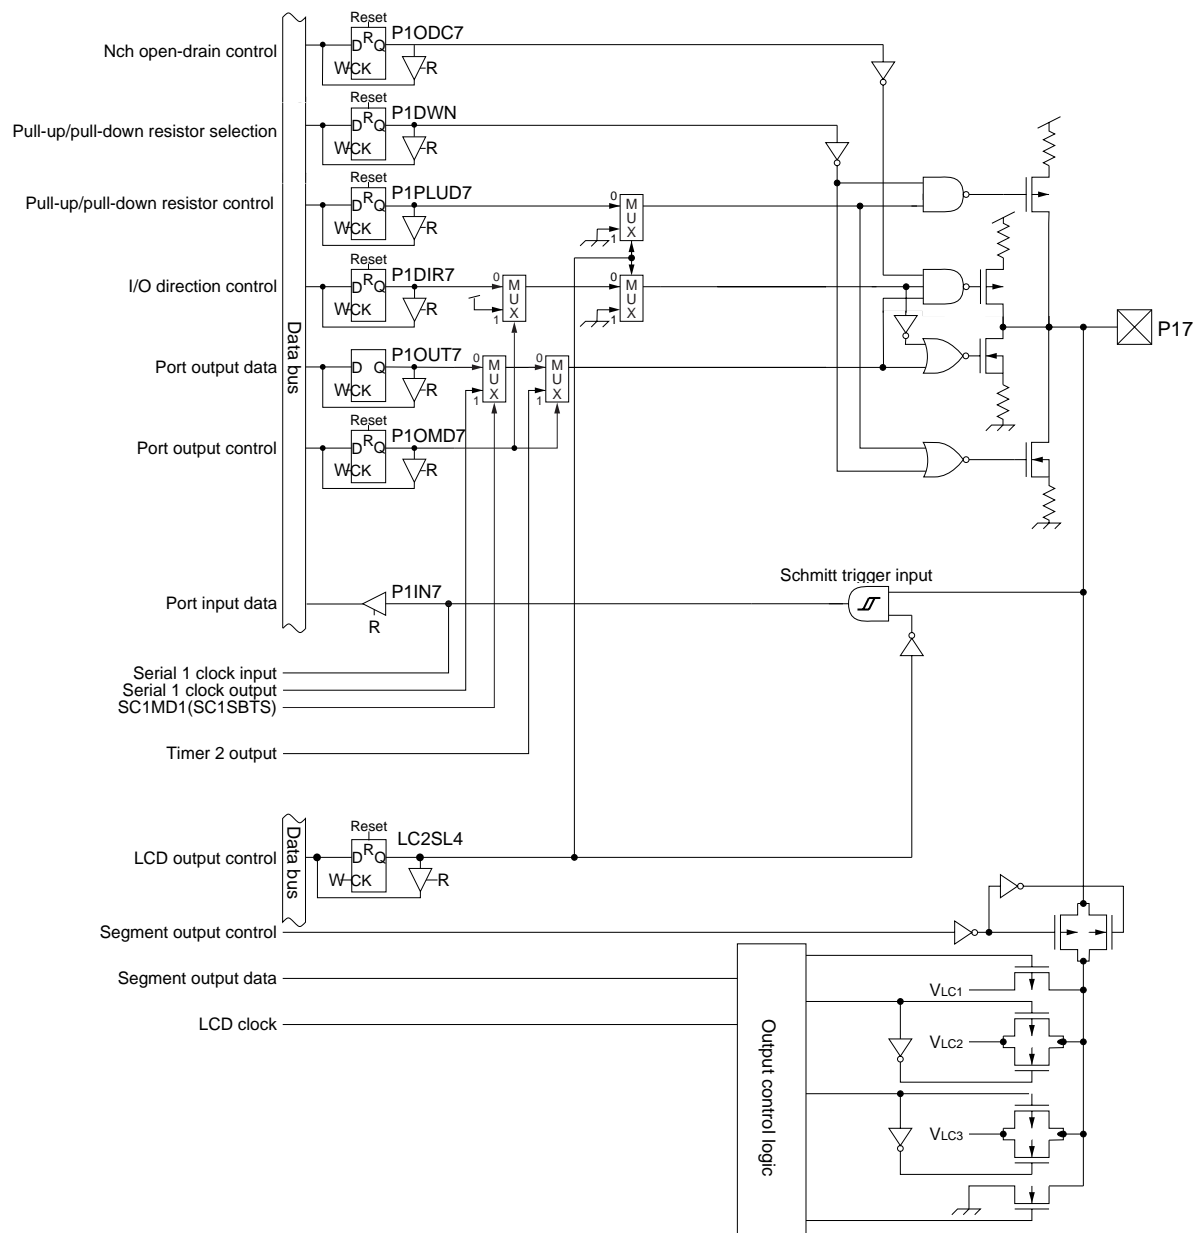 Reset
P1ODC7
Nch open-drain control
D R Q
W CK
R
Reset
P1DWN
Pull-up/pull-down resistor selection
D R Q
W CK
R
Reset
P1PLUD7
Pull-up/pull-down resistor control
D R Q
W CK
R
0
MUX
1
Reset
P1DIR7
I/O direction control
D R Q
W CK
R
0
MUX
1
0
MUX
1
Data bus
P17
P1OUT7
Port output data
D Q
W CK
R
0
MUX
1
0
MUX
1
Reset
P1OMD7
Port output control
D R Q
W CK
R
Schmitt trigger input
P1IN7
Port input data
R
Serial 1 clock input
Serial 1 clock output
SC1MD1(SC1SBTS)
Timer 2 output
Reset
LC2SL4
LCD output control
Data bus
D R Q
W CK
R
Segment output control
Segment output data
VLC1
LCD clock
Output control logic
VLC2
VLC3